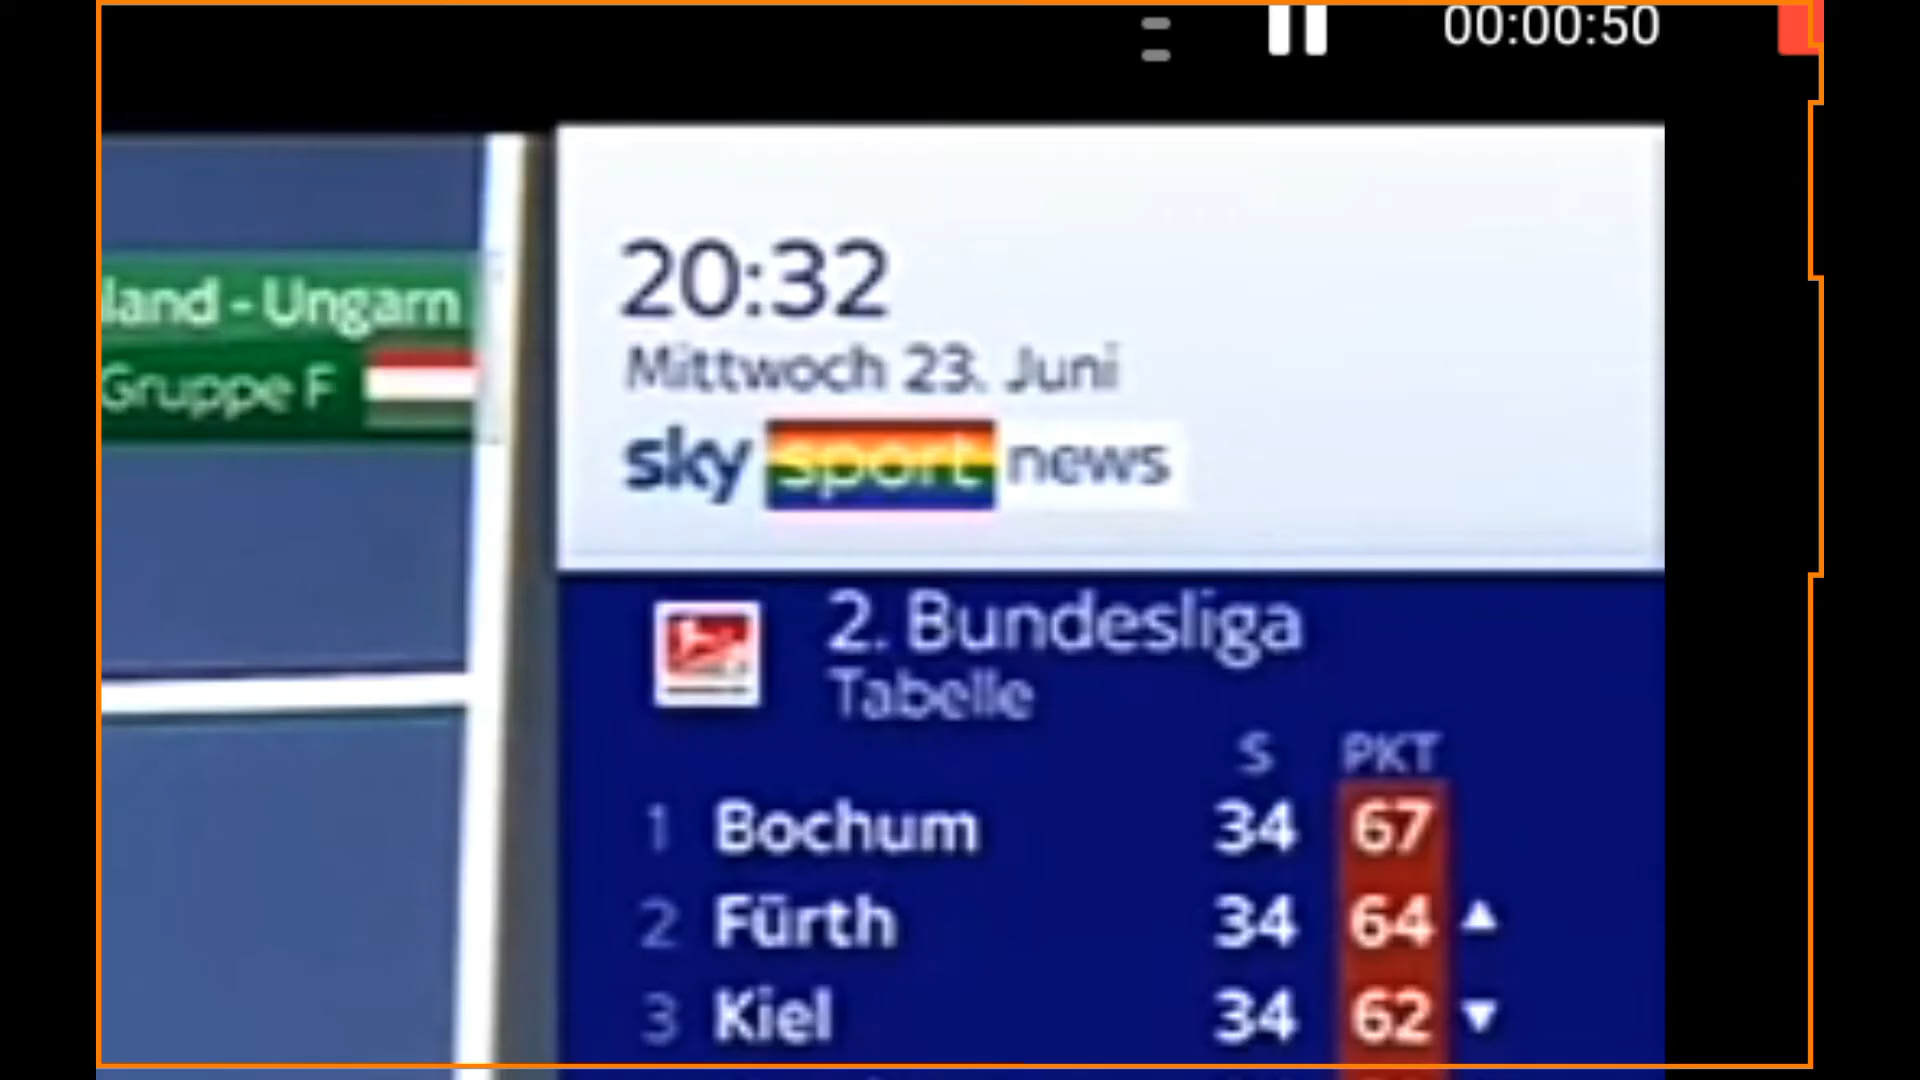 00:00:50
land - Ungarn
Gruppe F
20:32
Mittwoch 23. Juni
sky sport news
2. Bundesliga
Tabelle
S PKT
1 Bochum 34 67
2 Fürth 34 64 ▲
3 Kiel 34 62 ▼